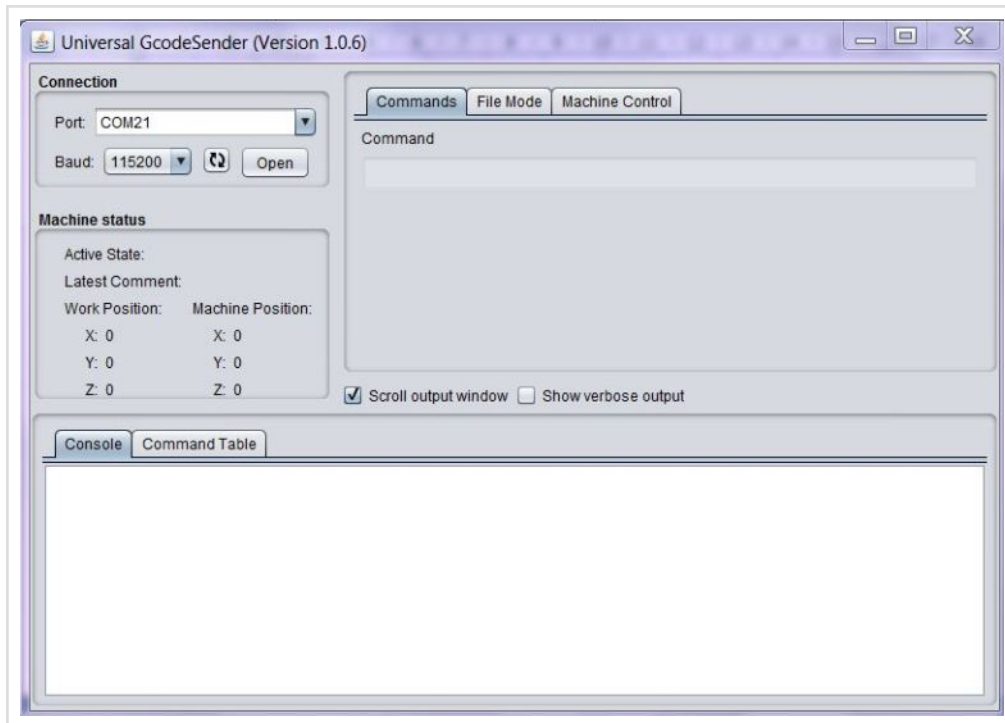 Universal GcodeSender (Version 1.0.6)
Connection
Port: COM21
Baud: 115200 Open
Machine status
Active State:
Latest Comment:
Work Position: Machine Position:
X: 0 X: 0
Y: 0 Y: 0
Z: 0 Z: 0
Commands File Mode Machine Control
Command
Scroll output window Show verbose output
Console Command Table